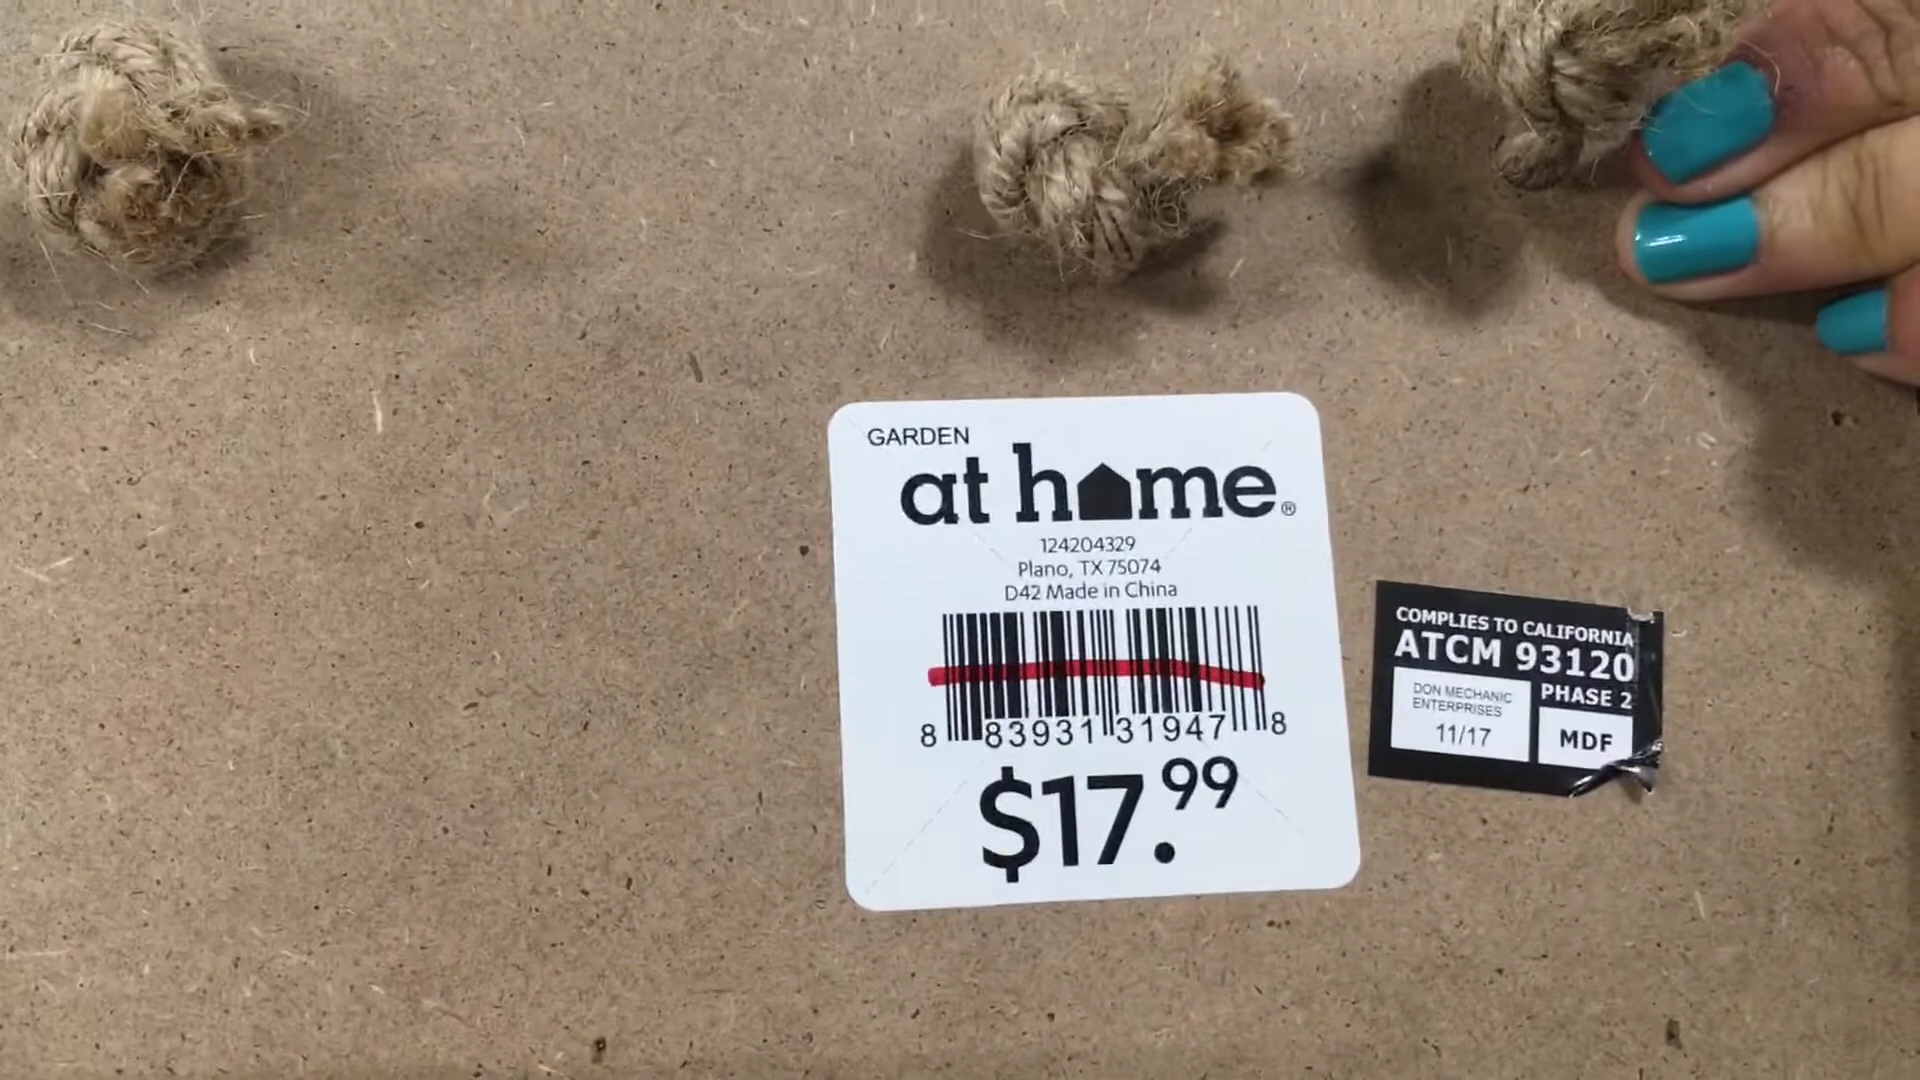 GARDEN
at home®
124204329
Plano, TX 75074
D42 Made in China
8 83931 31947 8
$17.99
COMPLIES TO CALIFORNIA
ATCM 93120
PHASE 2
DON MECHANIC
ENTERPRISES
11/17
MDF